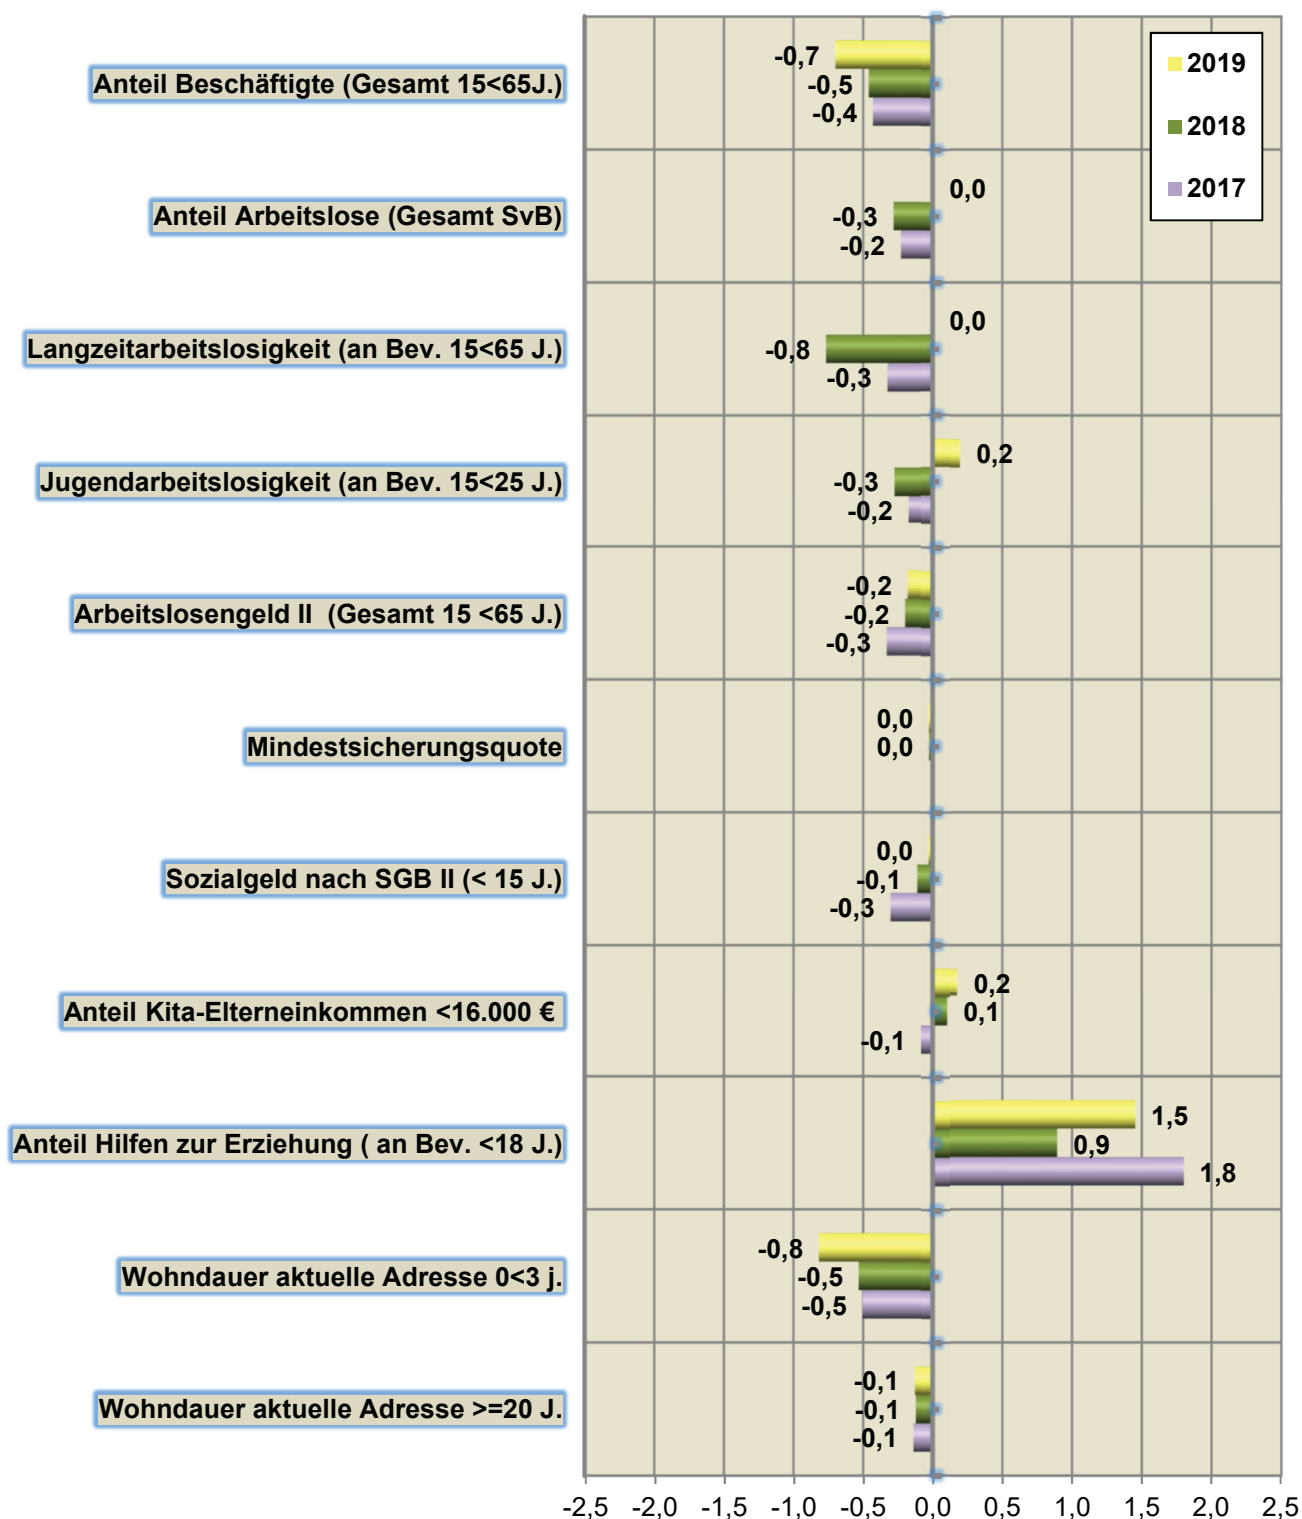 2019
2018
2017
Anteil Beschäftigte (Gesamt 15<65J.)
-0,7
-0,5
-0,4
Anteil Arbeitslose (Gesamt SvB)
0,0
-0,3
-0,2
Langzeitarbeitslosigkeit (an Bev. 15<65 J.)
0,0
-0,8
-0,3
Jugendarbeitslosigkeit (an Bev. 15<25 J.)
0,2
-0,3
-0,2
Arbeitslosengeld II  (Gesamt 15 <65 J.)
-0,2
-0,2
-0,3
Mindestsicherungsquote
0,0
0,0
Sozialgeld nach SGB II (< 15 J.)
0,0
-0,1
-0,3
Anteil Kita-Elterneinkommen <16.000 €
0,2
0,1
-0,1
Anteil Hilfen zur Erziehung ( an Bev. <18 J.)
1,5
0,9
1,8
Wohndauer aktuelle Adresse 0<3 j.
-0,8
-0,5
-0,5
Wohndauer aktuelle Adresse >=20 J.
-0,1
-0,1
-0,1
-2,5 -2,0 -1,5 -1,0 -0,5 0,0 0,5 1,0 1,5 2,0 2,5